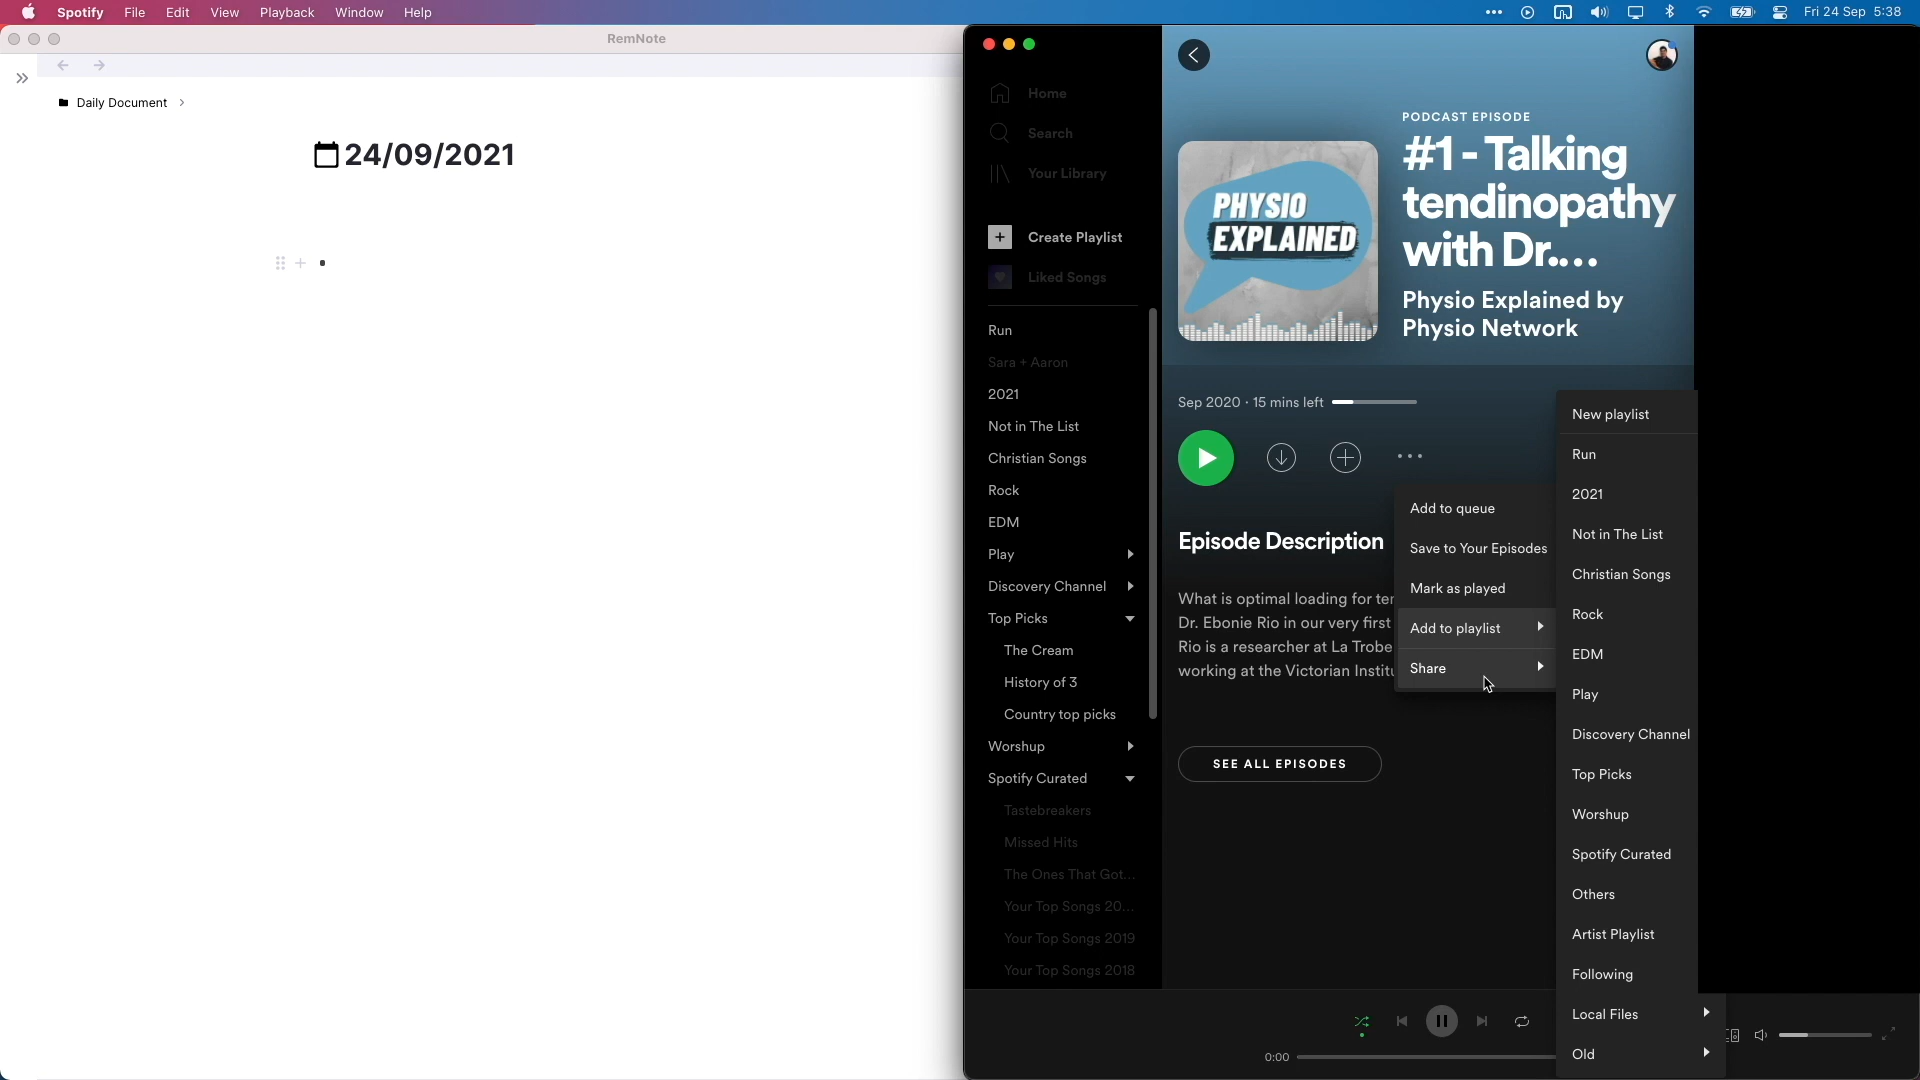 Spotify File Edit View Playback Window Help
Fri 24 Sep 5:38
RemNote
Daily Document
24/09/2021
Home
Search
Your Library
Create Playlist
Liked Songs
Run
Sara + Aaron
2021
Not in The List
Christian Songs
Rock
EDM
Play
Discovery Channel
Top Picks
The Cream
History of 3
Country top picks
Worshup
Spotify Curated
Tastebreakers
Missed Hits
The Ones That Got...
Your Top Songs 20...
Your Top Songs 2019
Your Top Songs 2018
PHYSIO
EXPLAINED
PODCAST EPISODE
#1 - Talking
tendinopathy
with Dr....
Physio Explained by
Physio Network
Sep 2020 · 15 mins left
Episode Description
What is optimal loading for ten
Dr. Ebonie Rio in our very first
Rio is a researcher at La Trobe
working at the Victorian Institu
SEE ALL EPISODES
Add to queue
Save to Your Episodes
Mark as played
Add to playlist
Share
New playlist
Run
2021
Not in The List
Christian Songs
Rock
EDM
Play
Discovery Channel
Top Picks
Worshup
Spotify Curated
Others
Artist Playlist
Following
Local Files
Old
0:00